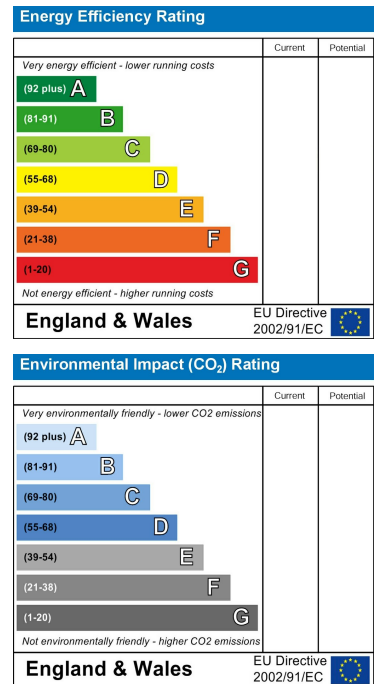 Energy Efficiency Rating
Current Potential
Very energy efficient - lower running costs
(92 plus) A
(81-91) B
(69-80) C
(55-68) D
(39-54) E
(21-38) F
(1-20) G
Not energy efficient - higher running costs
England & Wales
EU Directive
2002/91/EC
Environmental Impact (CO₂) Rating
Current Potential
Very environmentally friendly - lower CO2 emissions
(92 plus) A
(81-91) B
(69-80) C
(55-68) D
(39-54) E
(21-38) F
(1-20) G
Not environmentally friendly - higher CO2 emissions
England & Wales
EU Directive
2002/91/EC